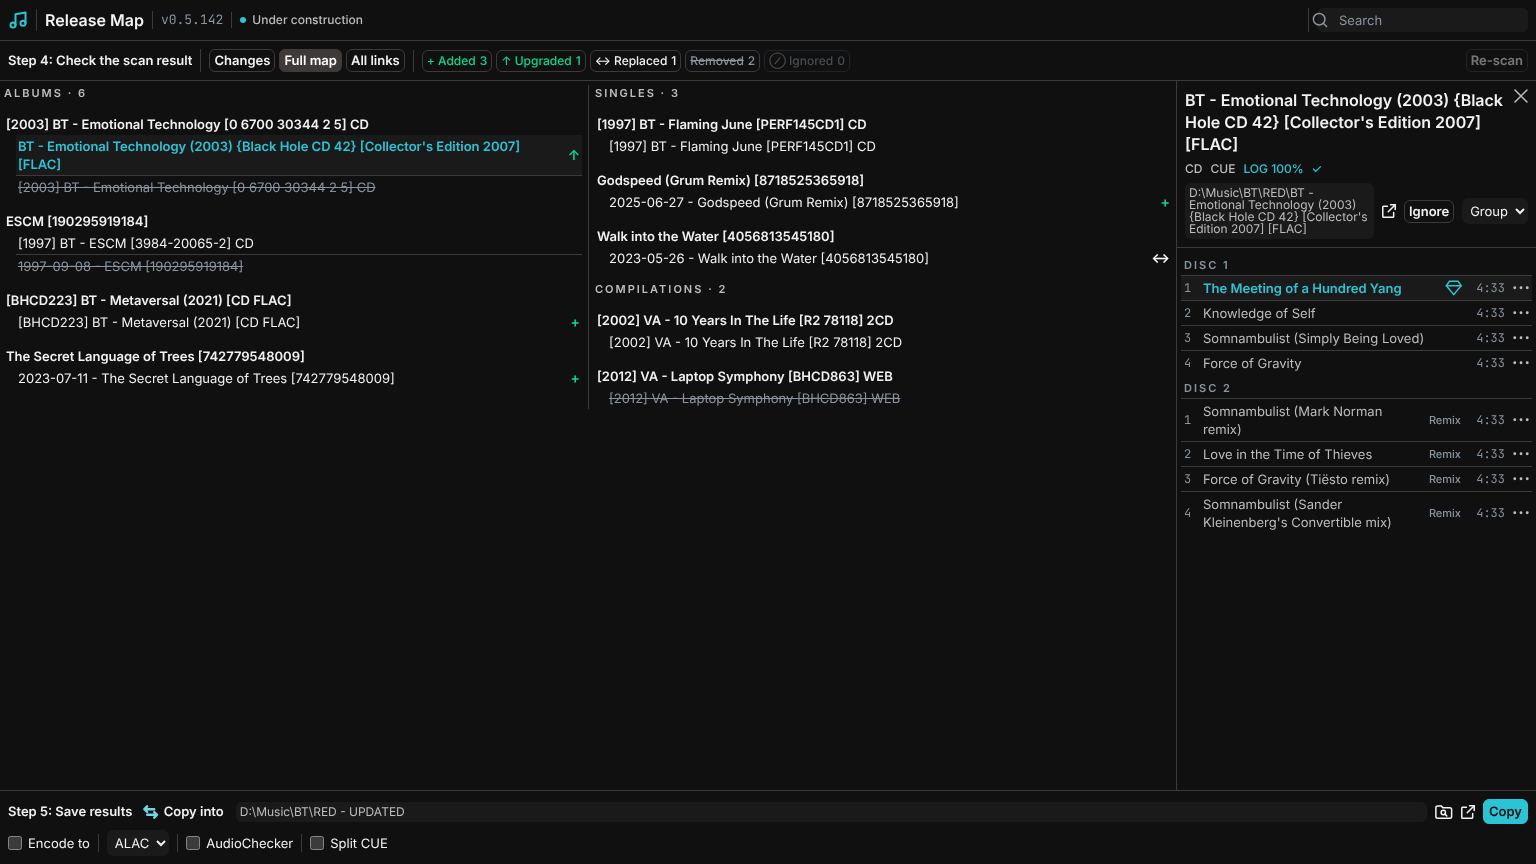 Release Map v0.5.142 Under construction Search
Step 4: Check the scan result Changes Full map All links + Added 3 ↑ Upgraded 1 ↔ Replaced 1 Removed 2 Ignored 0 Re-scan
ALBUMS · 6
[2003] BT - Emotional Technology [0 6700 30344 2 5] CD
BT - Emotional Technology (2003) {Black Hole CD 42} [Collector's Edition 2007]
[FLAC] ↑
[2003] BT - Emotional Technology [0 6700 30344 2 5] CD
ESCM [190295919184]
[1997] BT - ESCM [3984-20065-2] CD
1997-09-08 - ESCM [190295919184]
[BHCD223] BT - Metaversal (2021) [CD FLAC]
[BHCD223] BT - Metaversal (2021) [CD FLAC] +
The Secret Language of Trees [742779548009]
2023-07-11 - The Secret Language of Trees [742779548009] +
SINGLES · 3
[1997] BT - Flaming June [PERF145CD1] CD
[1997] BT - Flaming June [PERF145CD1] CD
Godspeed (Grum Remix) [8718525365918]
2025-06-27 - Godspeed (Grum Remix) [8718525365918] +
Walk into the Water [4056813545180]
2023-05-26 - Walk into the Water [4056813545180] ↔
COMPILATIONS · 2
[2002] VA - 10 Years In The Life [R2 78118] 2CD
[2002] VA - 10 Years In The Life [R2 78118] 2CD
[2012] VA - Laptop Symphony [BHCD863] WEB
[2012] VA - Laptop Symphony [BHCD863] WEB
BT - Emotional Technology (2003) {Black
Hole CD 42} [Collector's Edition 2007]
[FLAC]
CD CUE LOG 100% ✓
D:\Music\BT\RED\BT -
Emotional Technology (2003)
{Black Hole CD 42} [Collector's
Edition 2007] [FLAC]
Ignore Group
DISC 1
1 The Meeting of a Hundred Yang 4:33 ···
2 Knowledge of Self 4:33 ···
3 Somnambulist (Simply Being Loved) 4:33 ···
4 Force of Gravity 4:33 ···
DISC 2
1 Somnambulist (Mark Norman
remix) Remix 4:33 ···
2 Love in the Time of Thieves Remix 4:33 ···
3 Force of Gravity (Tiësto remix) Remix 4:33 ···
4 Somnambulist (Sander
Kleinenberg's Convertible mix) Remix 4:33 ···
Step 5: Save results Copy into D:\Music\BT\RED - UPDATED Copy
Encode to ALAC AudioChecker Split CUE